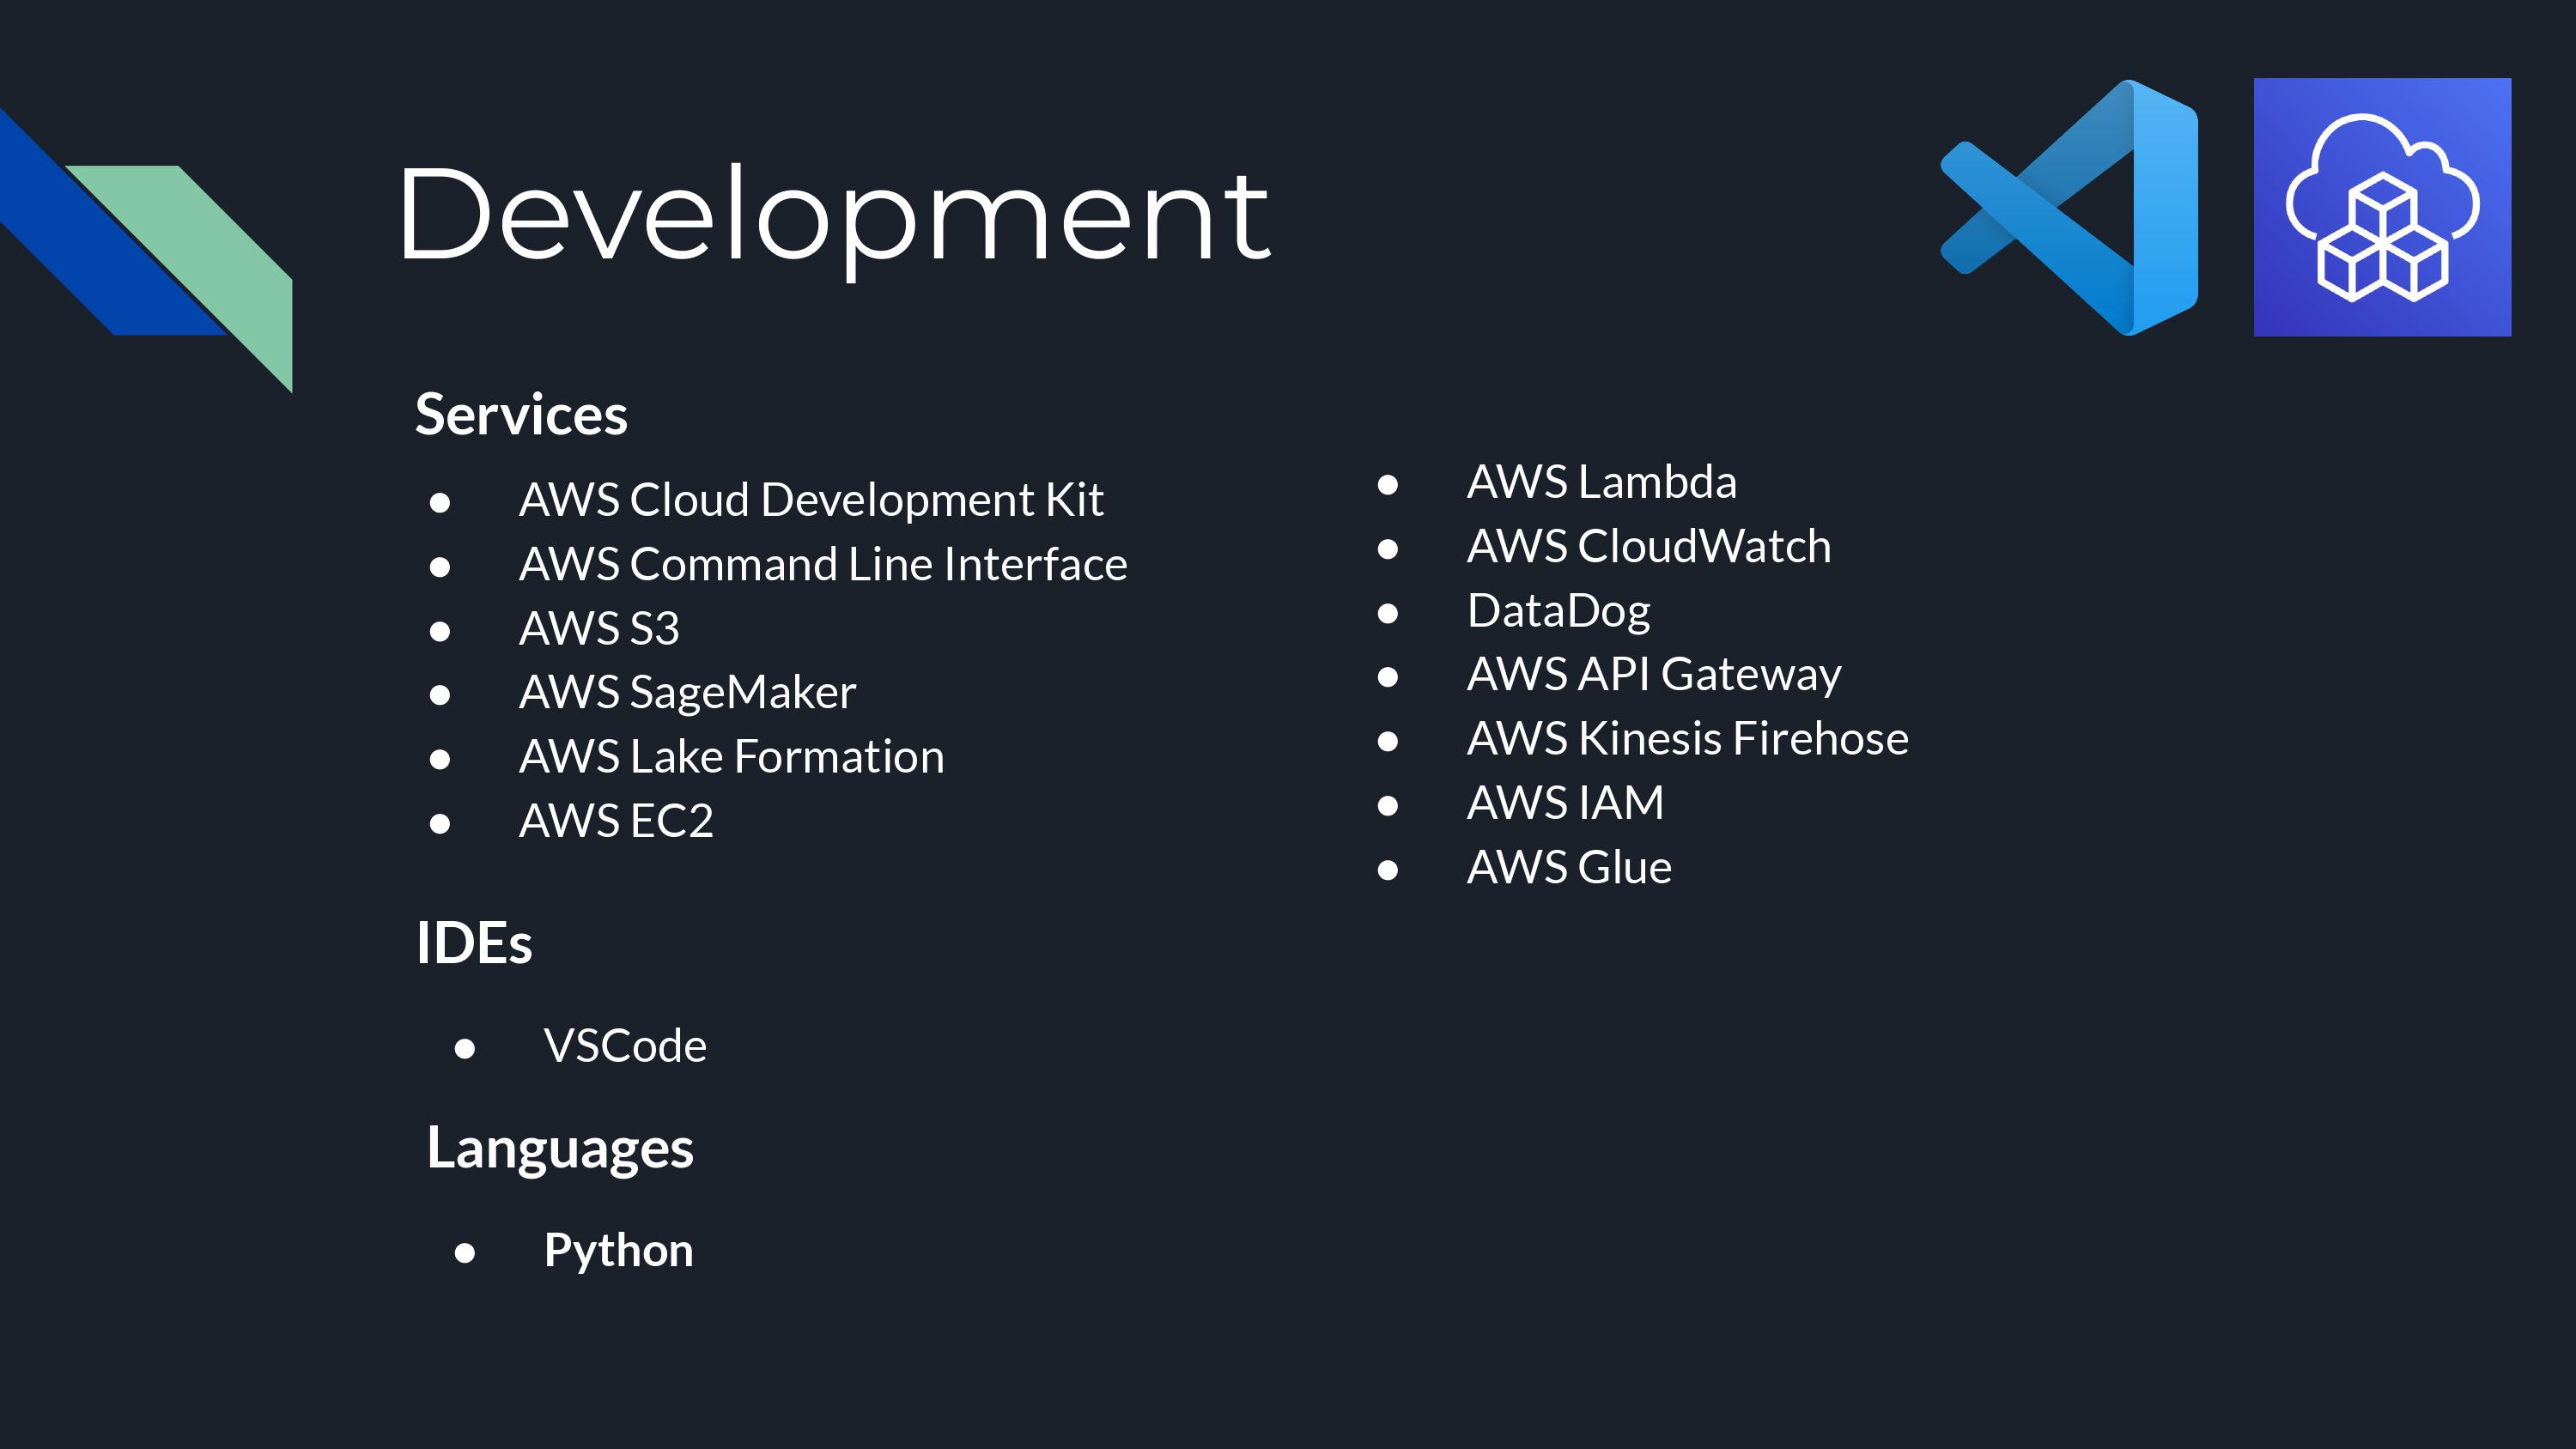 Development
Services
● AWS Cloud Development Kit
● AWS Command Line Interface
● AWS S3
● AWS SageMaker
● AWS Lake Formation
● AWS EC2
● AWS Lambda
● AWS CloudWatch
● DataDog
● AWS API Gateway
● AWS Kinesis Firehose
● AWS IAM
● AWS Glue
IDEs
● VSCode
Languages
● Python